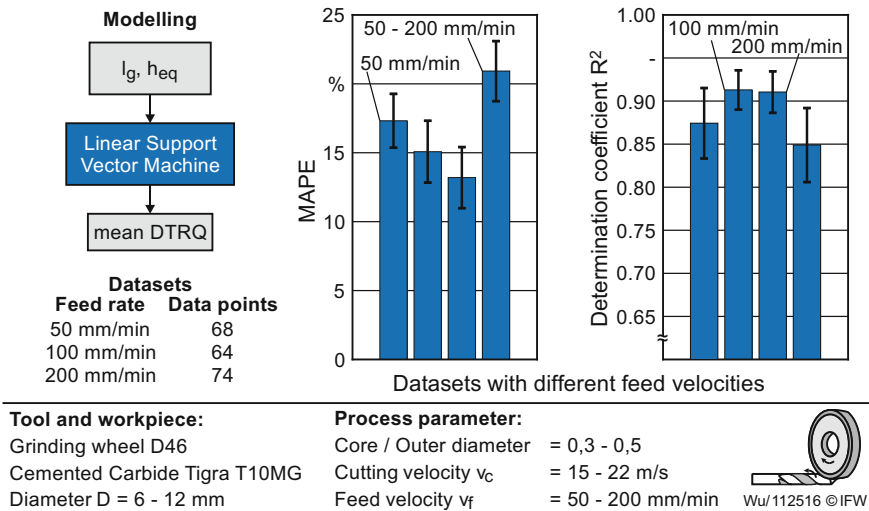 Modelling
lg, heq
Linear Support
Vector Machine
mean DTRQ
Datasets
Feed rate Data points
50 mm/min 68
100 mm/min 64
200 mm/min 74
25
%
15
10
5
0
MAPE
50 - 200 mm/min
50 mm/min
1.00
-
0.90
0.85
0.80
0.75
0.70
0.65
≈
Determination coefficient R²
100 mm/min
200 mm/min
Datasets with different feed velocities
Tool and workpiece:
Grinding wheel D46
Cemented Carbide Tigra T10MG
Diameter D = 6 - 12 mm
Process parameter:
Core / Outer diameter = 0,3 - 0,5
Cutting velocity vc = 15 - 22 m/s
Feed velocity vf = 50 - 200 mm/min
Wu/112516 ©IFW